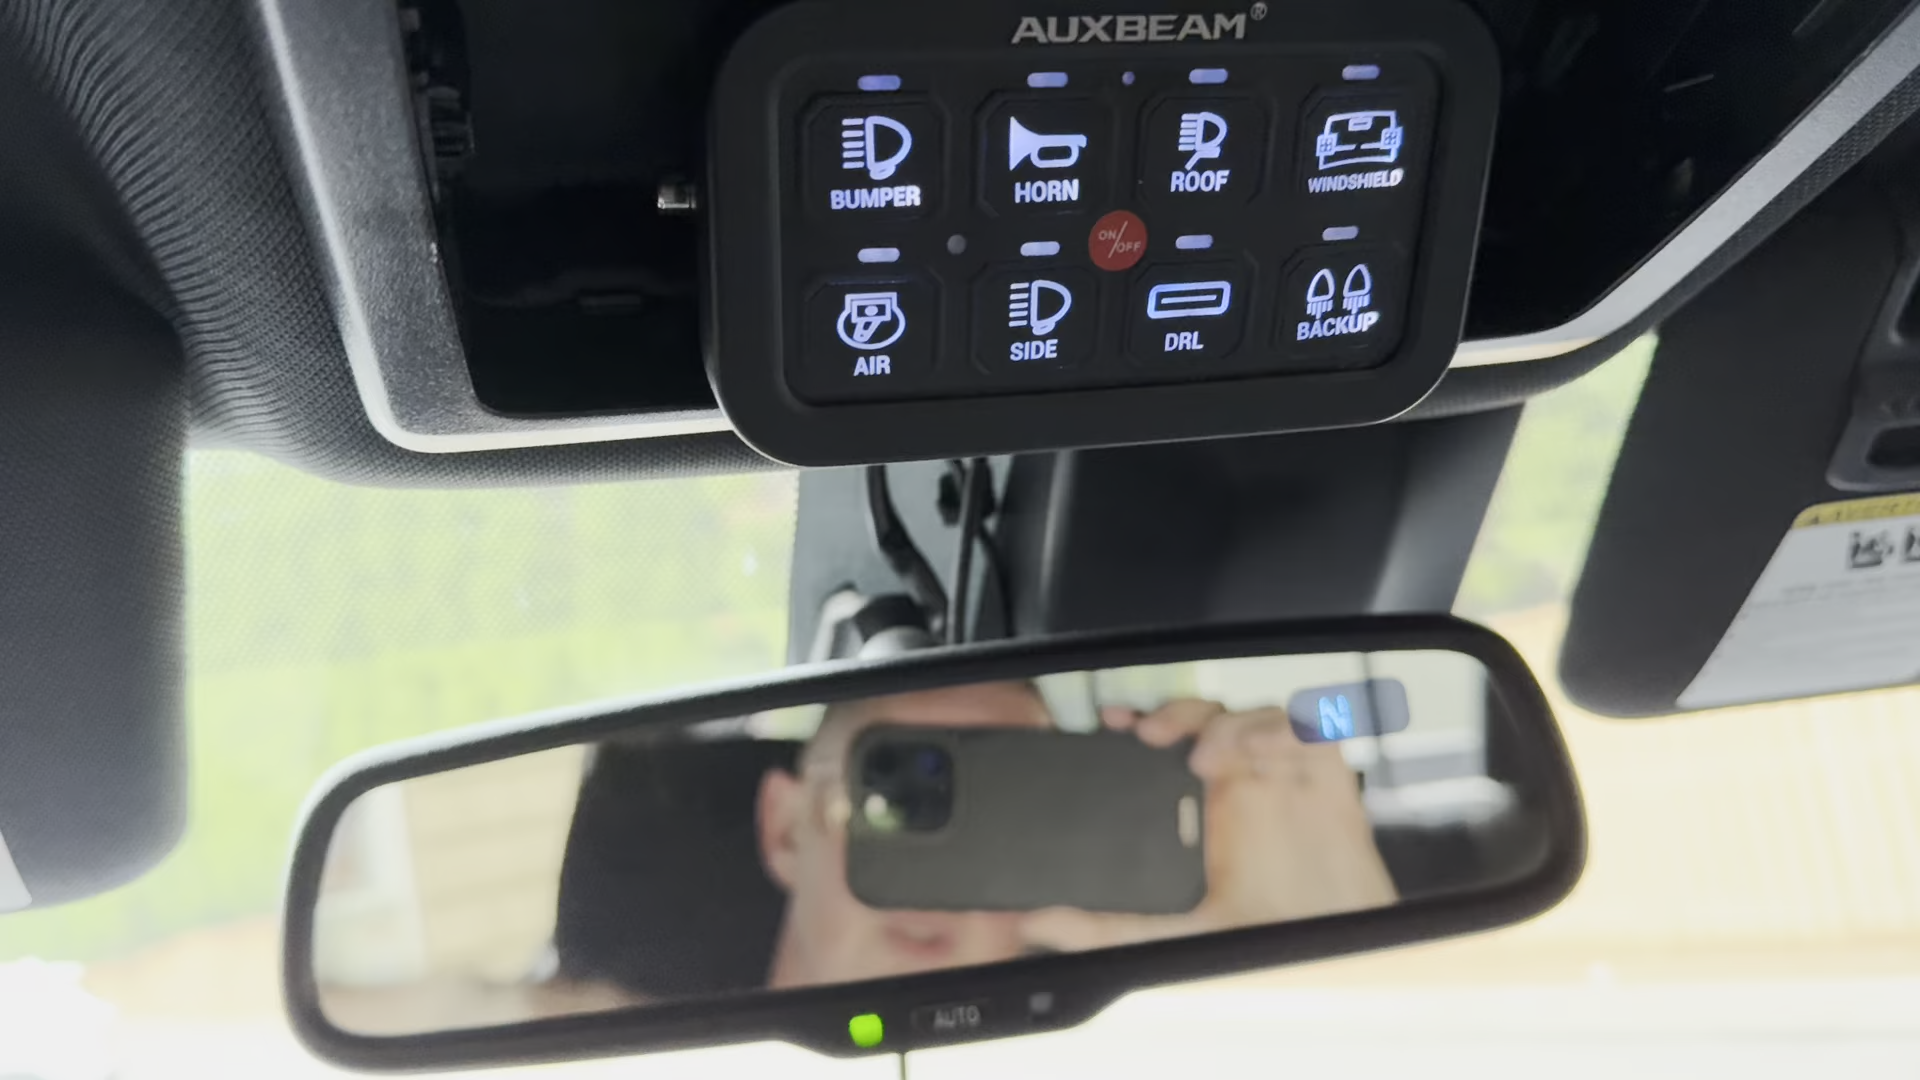 AUXBEAM®
BUMPER
HORN
ROOF
WINDSHIELD
ON/OFF
AIR
SIDE
DRL
BACKUP
N
AUTO